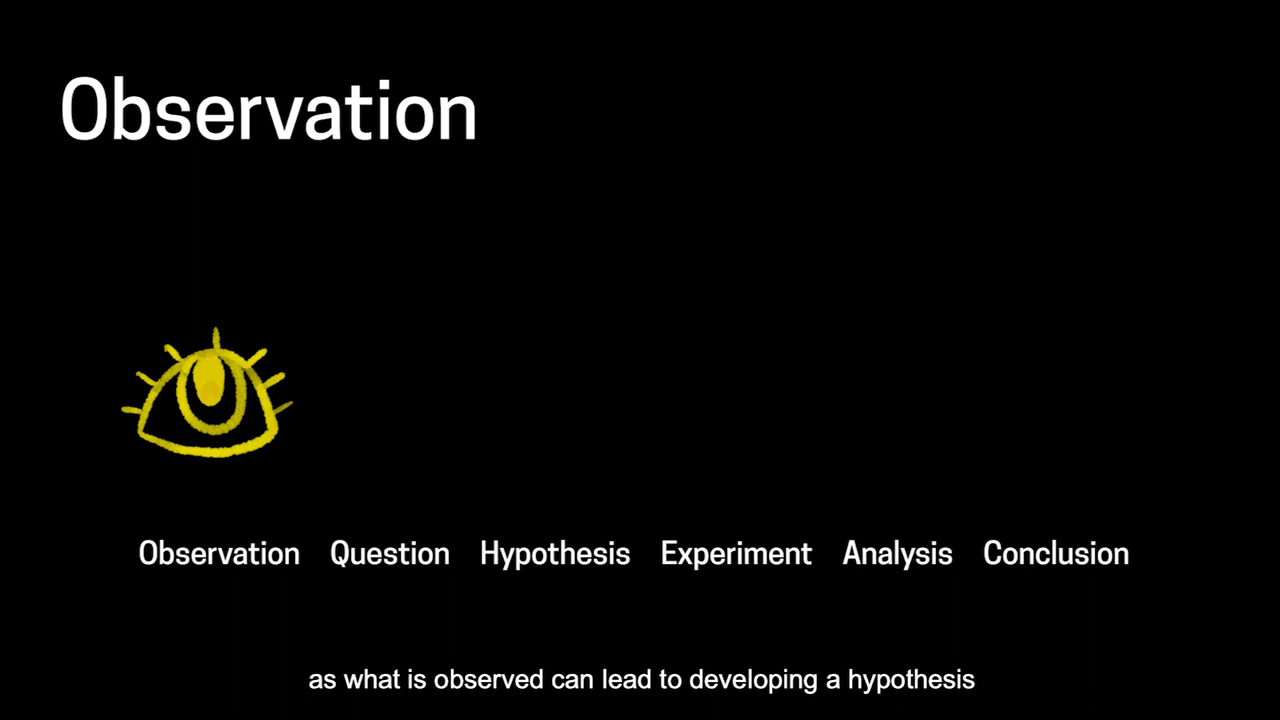 Observation
Observation Question Hypothesis Experiment Analysis Conclusion
as what is observed can lead to developing a hypothesis